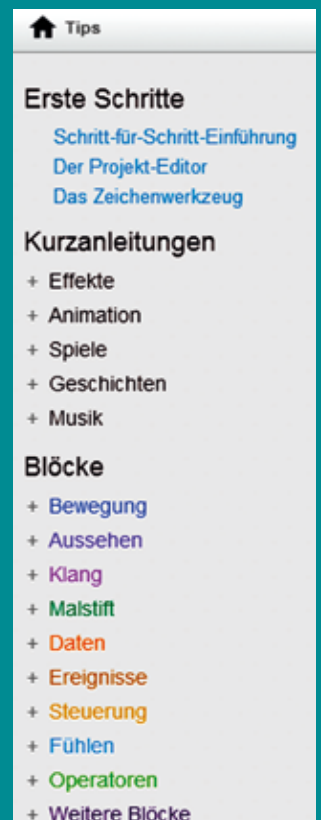 Tips
Erste Schritte
Schritt-für-Schritt-Einführung
Der Projekt-Editor
Das Zeichenwerkzeug
Kurzanleitungen
+ Effekte
+ Animation
+ Spiele
+ Geschichten
+ Musik
Blöcke
+ Bewegung
+ Aussehen
+ Klang
+ Malstift
+ Daten
+ Ereignisse
+ Steuerung
+ Fühlen
+ Operatoren
+ Weitere Blöcke